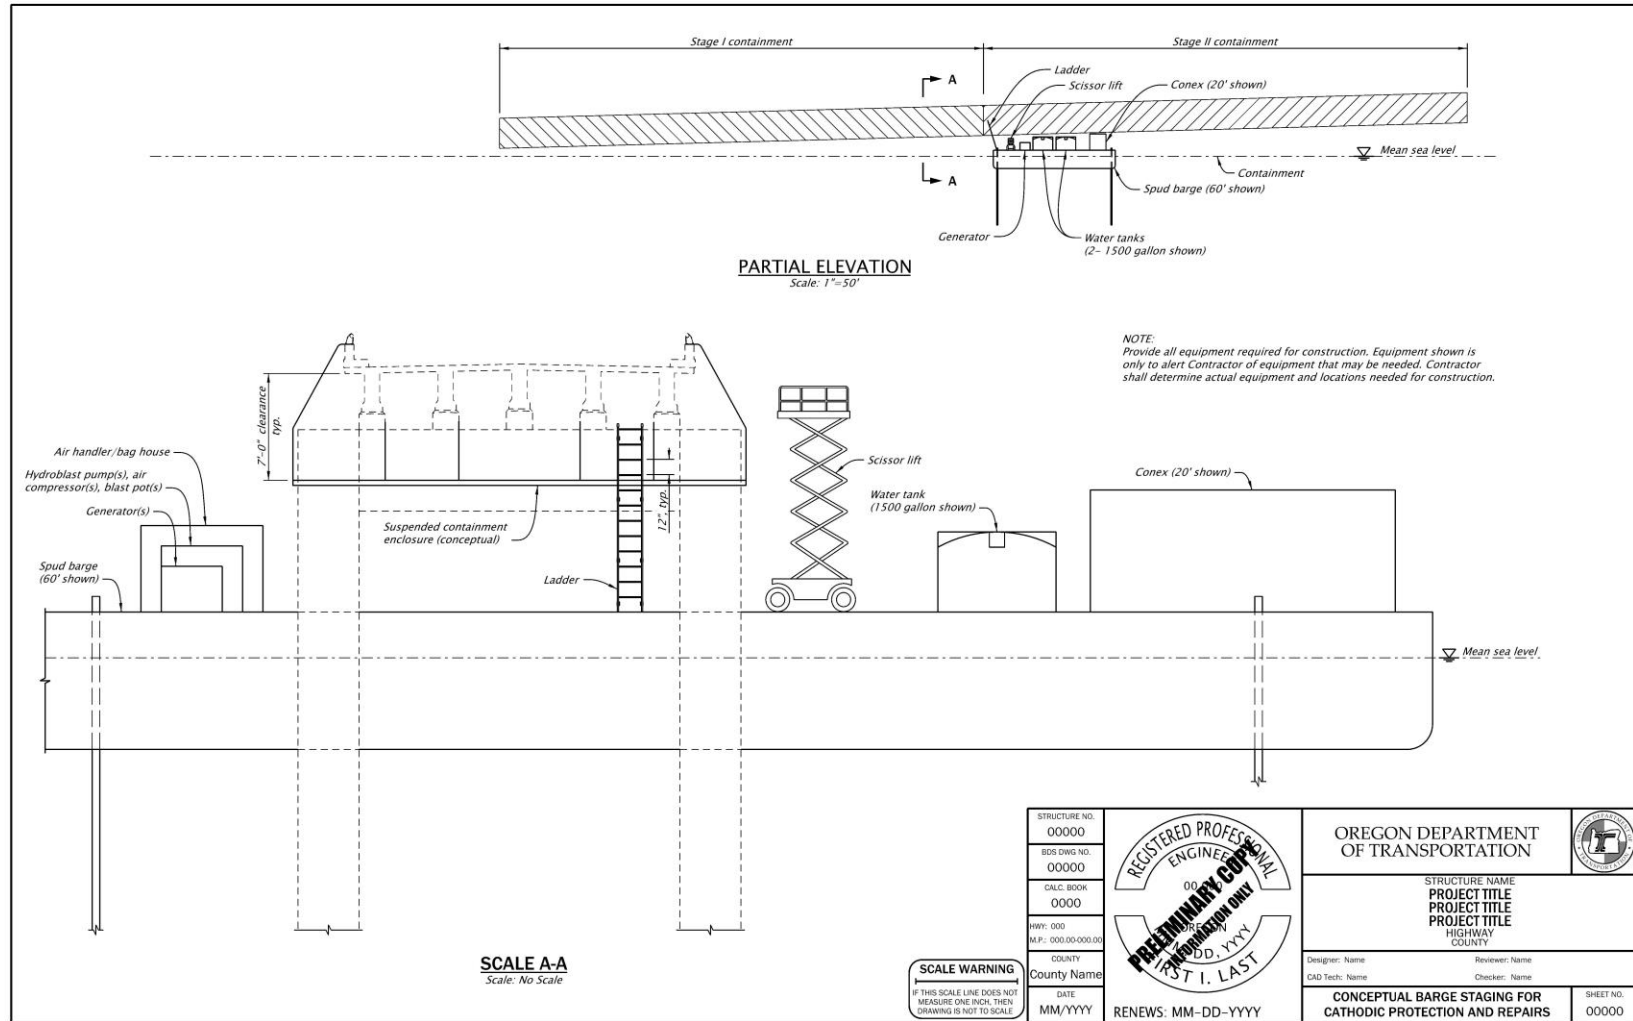 Stage I containment
Stage II containment
A
Ladder
Scissor lift
Conex (20' shown)
Mean sea level
Containment
A
Spud barge (60' shown)
Generator
Water tanks
(2- 1500 gallon shown)
PARTIAL ELEVATION
Scale: 1"=50'
NOTE:
Provide all equipment required for construction. Equipment shown is
only to alert Contractor of equipment that may be needed. Contractor
shall determine actual equipment and locations needed for construction.
7'-0" clearance
typ.
Air handler/bag house
Hydroblast pump(s), air
compressor(s), blast pot(s)
Generator(s)
Spud barge
(60' shown)
Suspended containment
enclosure (conceptual)
12", typ.
Ladder
Scissor lift
Water tank
(1500 gallon shown)
Conex (20' shown)
Mean sea level
SCALE A-A
Scale: No Scale
SCALE WARNING
IF THIS SCALE LINE DOES NOT
MEASURE ONE INCH, THEN
DRAWING IS NOT TO SCALE
STRUCTURE NO.
00000
BDS DWG NO.
00000
CALC. BOOK
0000
HWY: 000
M.P.: 000.00-000.00
COUNTY
County Name
DATE
MM/YYYY
REGISTERED PROFESSIONAL
ENGINEER
PRELIMINARY COPY
INFORMATION ONLY
DD, YYYY
I. LAST
RENEWS: MM-DD-YYYY
OREGON DEPARTMENT
OF TRANSPORTATION
OREGON DEPARTMENT OF
TRANSPORTATION
STRUCTURE NAME
PROJECT TITLE
PROJECT TITLE
PROJECT TITLE
HIGHWAY
COUNTY
Designer: Name
Reviewer: Name
CAD Tech: Name
Checker: Name
CONCEPTUAL BARGE STAGING FOR
CATHODIC PROTECTION AND REPAIRS
SHEET NO.
00000